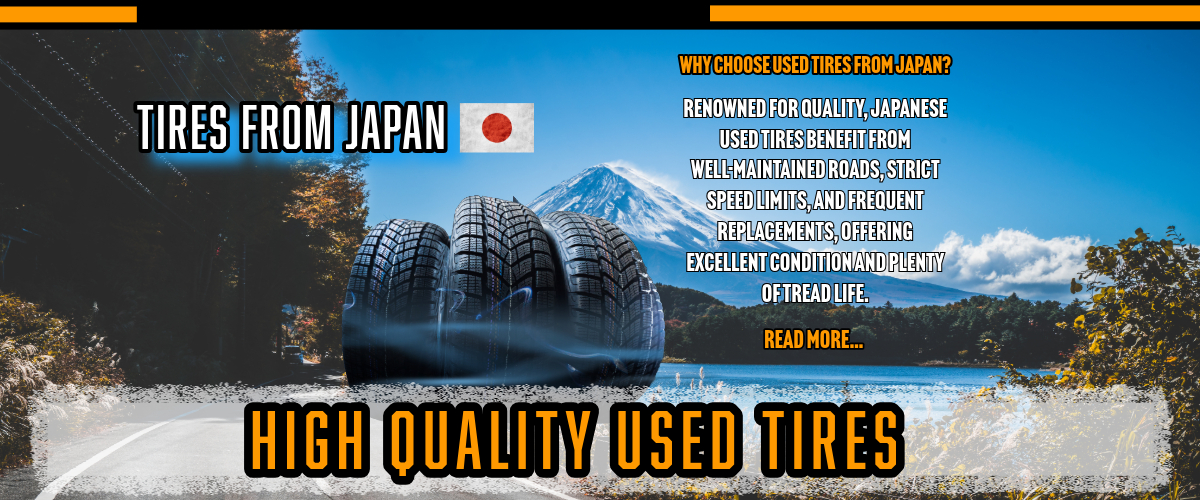 TIRES FROM JAPAN
WHY CHOOSE USED TIRES FROM JAPAN?
RENOWNED FOR QUALITY, JAPANESE
USED TIRES BENEFIT FROM
WELL-MAINTAINED ROADS, STRICT
SPEED LIMITS, AND FREQUENT
REPLACEMENTS, OFFERING
EXCELLENT CONDITION AND PLENTY
OF TREAD LIFE.
READ MORE...
HIGH QUALITY USED TIRES